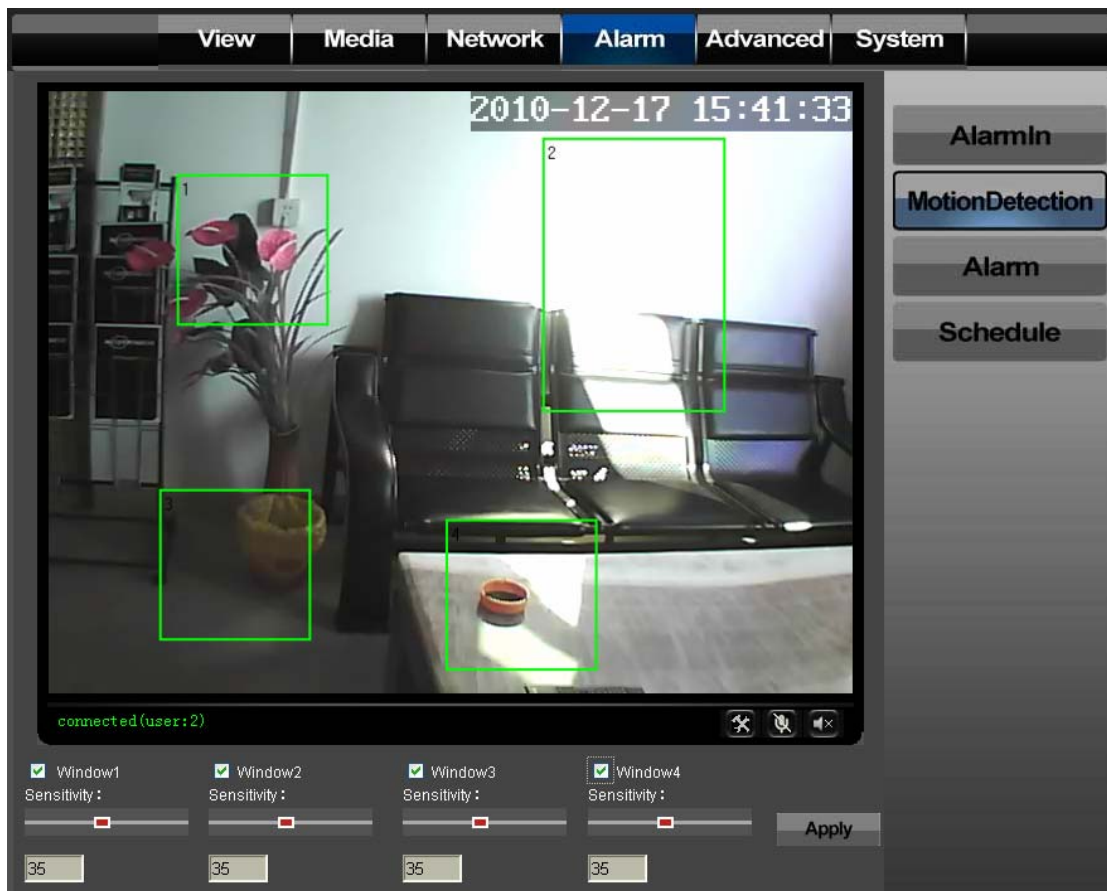 View Media Network Alarm Advanced System
2010-12-17 15:41:33
AlarmIn
MotionDetection
Alarm
Schedule
1
2
3
4
connected(user:2)
Window1 Window2 Window3 Window4
Sensitivity: Sensitivity: Sensitivity: Sensitivity:
Apply
35 35 35 35